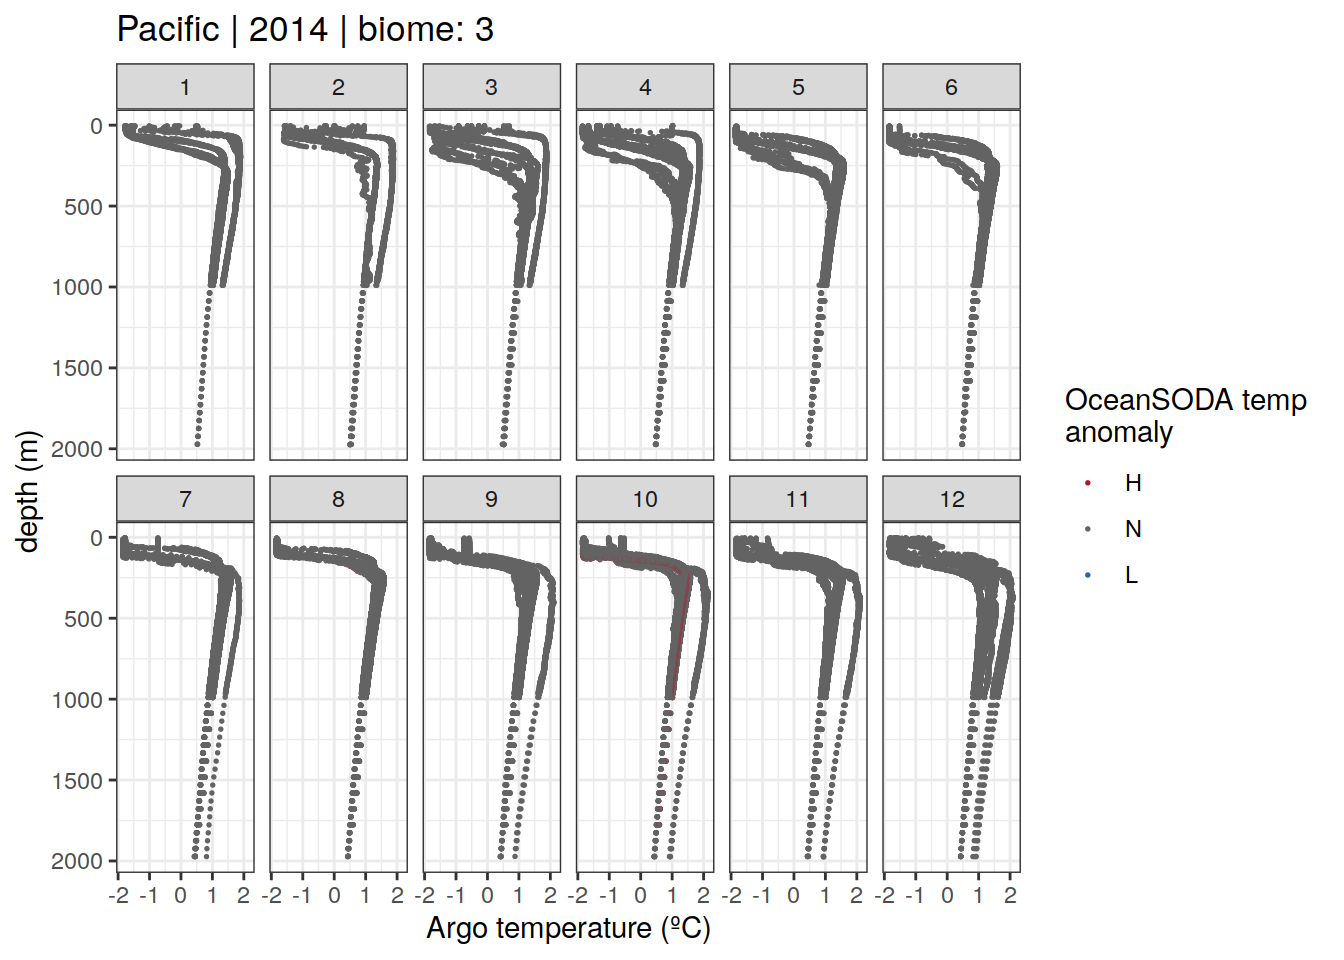 Pacific | 2014 | biome: 3
1 2 3 4 5 6
0
500
1000
1500
2000
7 8 9 10 11 12
0
500
1000
1500
2000
-2 -1 0 1 2 -2 -1 0 1 2 -2 -1 0 1 2 -2 -1 0 1 2 -2 -1 0 1 2 -2 -1 0 1 2
Argo temperature (ºC)
depth (m)
OceanSODA temp
anomaly
H
N
L